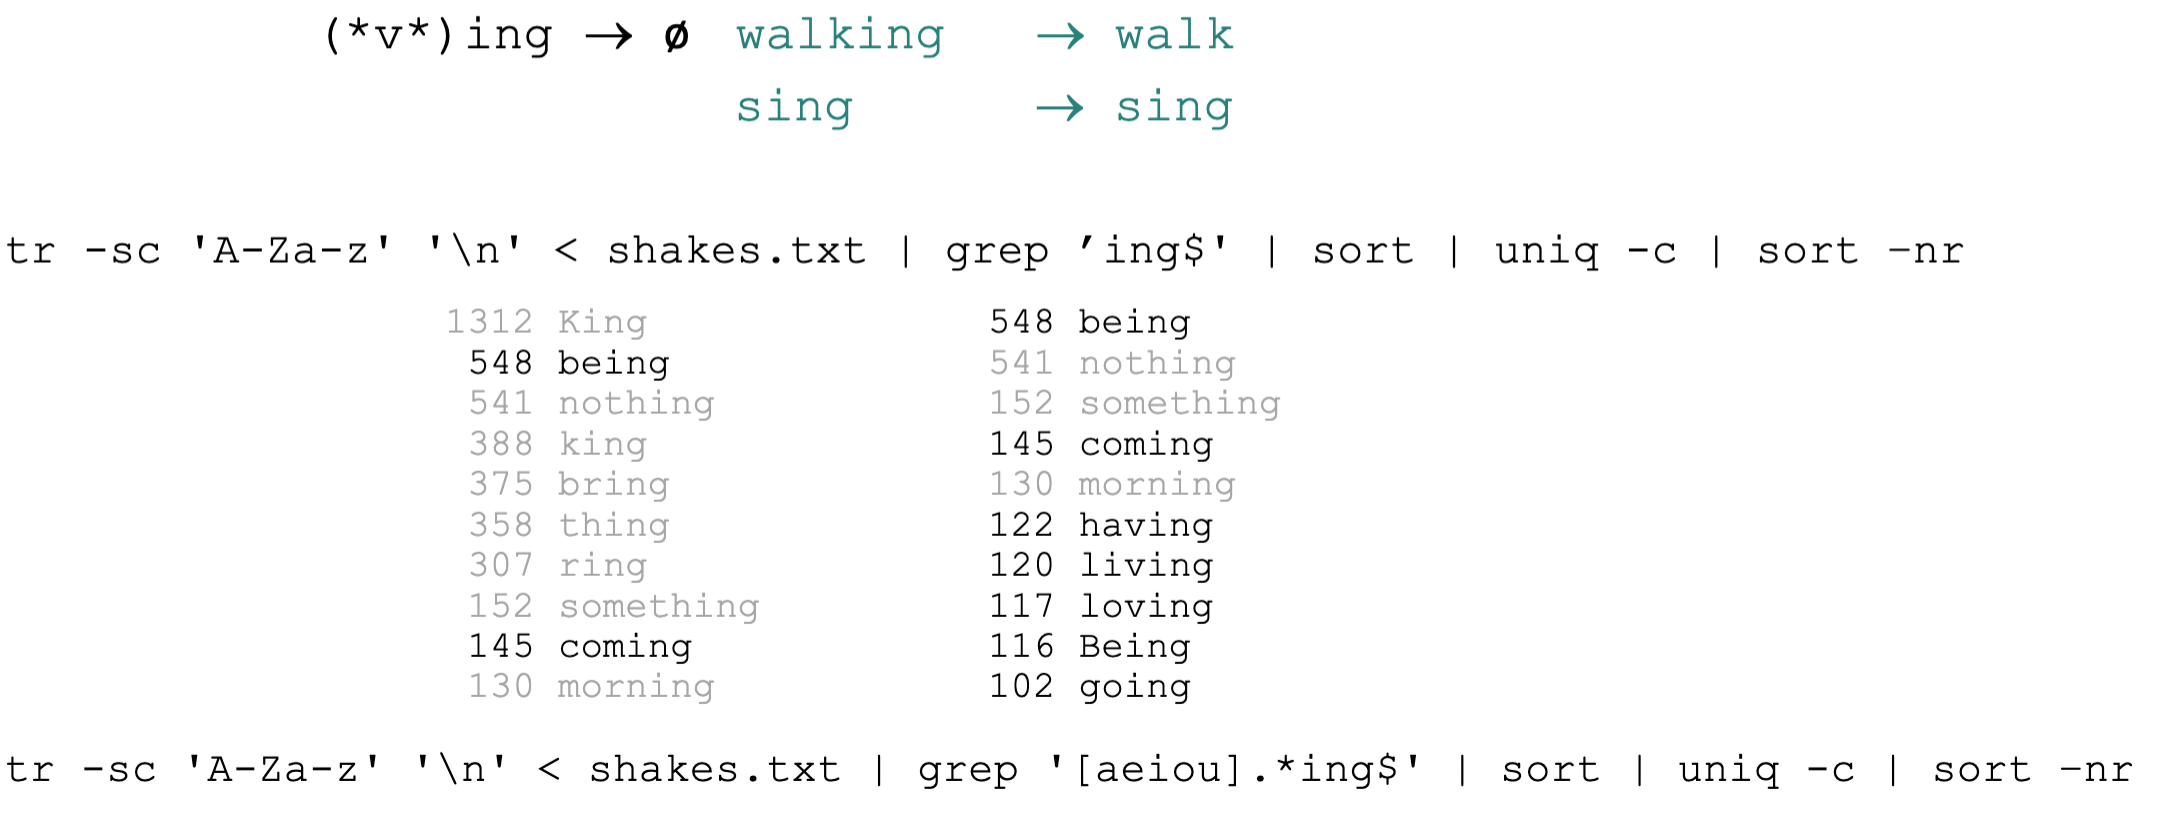 (*v*)ing → ø walking → walk
sing → sing
tr -sc 'A-Za-z' '\n' < shakes.txt | grep ’ing$' | sort | uniq -c | sort –nr
1312 King
548 being
541 nothing
388 king
375 bring
358 thing
307 ring
152 something
145 coming
130 morning
548 being
541 nothing
152 something
145 coming
130 morning
122 having
120 living
117 loving
116 Being
102 going
tr -sc 'A-Za-z' '\n' < shakes.txt | grep '[aeiou].*ing$' | sort | uniq -c | sort –nr